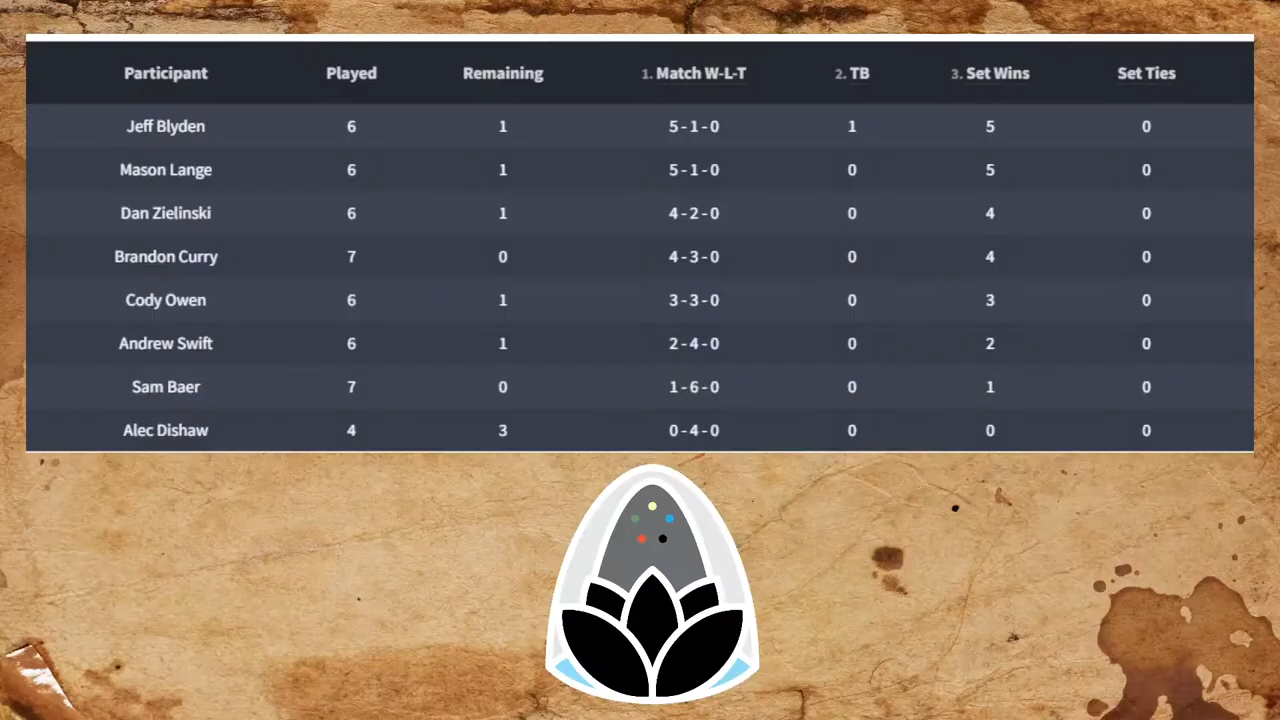 Participant Played Remaining 1. Match W-L-T 2. TB 3. Set Wins Set Ties
Jeff Blyden 6 1 5 - 1 - 0 1 5 0
Mason Lange 6 1 5 - 1 - 0 0 5 0
Dan Zielinski 6 1 4 - 2 - 0 0 4 0
Brandon Curry 7 0 4 - 3 - 0 0 4 0
Cody Owen 6 1 3 - 3 - 0 0 3 0
Andrew Swift 6 1 2 - 4 - 0 0 2 0
Sam Baer 7 0 1 - 6 - 0 0 1 0
Alec Dishaw 4 3 0 - 4 - 0 0 0 0